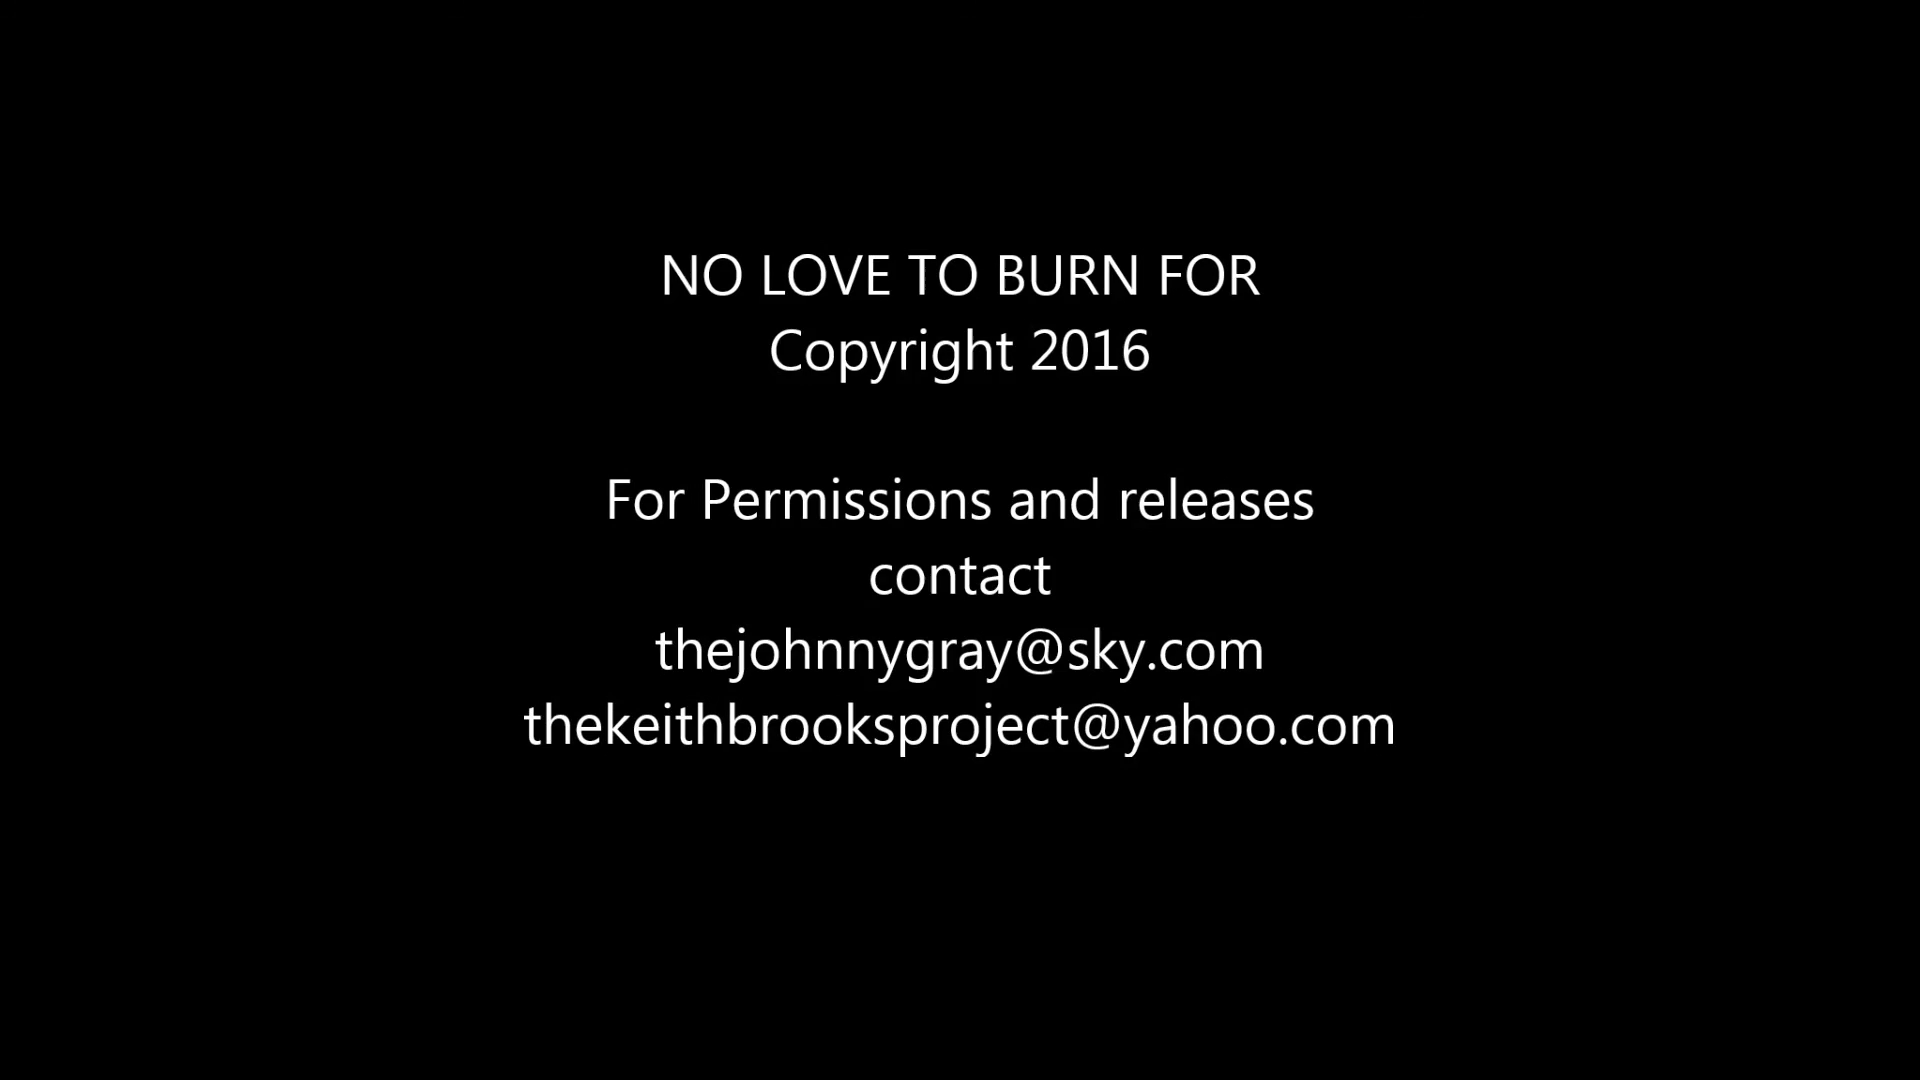 NO LOVE TO BURN FOR
Copyright 2016
For Permissions and releases
contact
thejohnnygray@sky.com
thekeithbrooksproject@yahoo.com